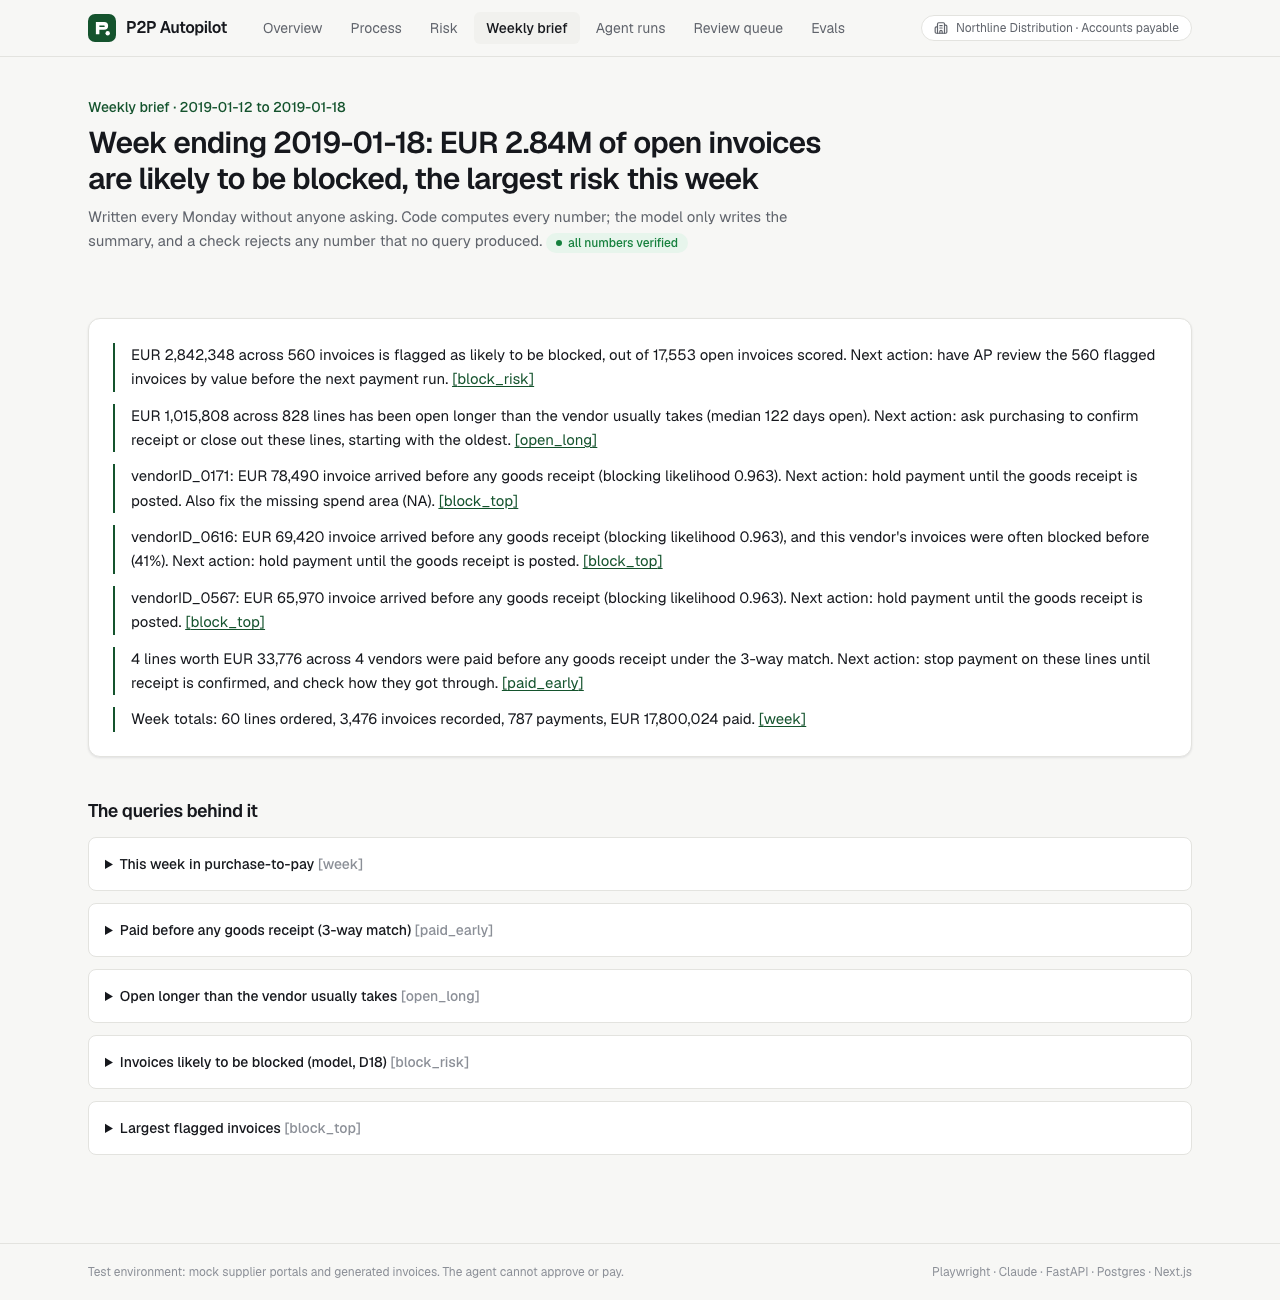 P2P Autopilot
Overview
Process
Risk
Weekly brief
Agent runs
Review queue
Evals
Northline Distribution · Accounts payable
Weekly brief · 2019-01-12 to 2019-01-18
Week ending 2019-01-18: EUR 2.84M of open invoices
are likely to be blocked, the largest risk this week
Written every Monday without anyone asking. Code computes every number; the model only writes the
summary, and a check rejects any number that no query produced. all numbers verified
EUR 2,842,348 across 560 invoices is flagged as likely to be blocked, out of 17,553 open invoices scored. Next action: have AP review the 560 flagged
invoices by value before the next payment run. [block_risk]
EUR 1,015,808 across 828 lines has been open longer than the vendor usually takes (median 122 days open). Next action: ask purchasing to confirm
receipt or close out these lines, starting with the oldest. [open_long]
vendorID_0171: EUR 78,490 invoice arrived before any goods receipt (blocking likelihood 0.963). Next action: hold payment until the goods receipt is
posted. Also fix the missing spend area (NA). [block_top]
vendorID_0616: EUR 69,420 invoice arrived before any goods receipt (blocking likelihood 0.963), and this vendor's invoices were often blocked before
(41%). Next action: hold payment until the goods receipt is posted. [block_top]
vendorID_0567: EUR 65,970 invoice arrived before any goods receipt (blocking likelihood 0.963). Next action: hold payment until the goods receipt is
posted. [block_top]
4 lines worth EUR 33,776 across 4 vendors were paid before any goods receipt under the 3-way match. Next action: stop payment on these lines until
receipt is confirmed, and check how they got through. [paid_early]
Week totals: 60 lines ordered, 3,476 invoices recorded, 787 payments, EUR 17,800,024 paid. [week]
The queries behind it
This week in purchase-to-pay [week]
Paid before any goods receipt (3-way match) [paid_early]
Open longer than the vendor usually takes [open_long]
Invoices likely to be blocked (model, D18) [block_risk]
Largest flagged invoices [block_top]
Test environment: mock supplier portals and generated invoices. The agent cannot approve or pay.
Playwright · Claude · FastAPI · Postgres · Next.js